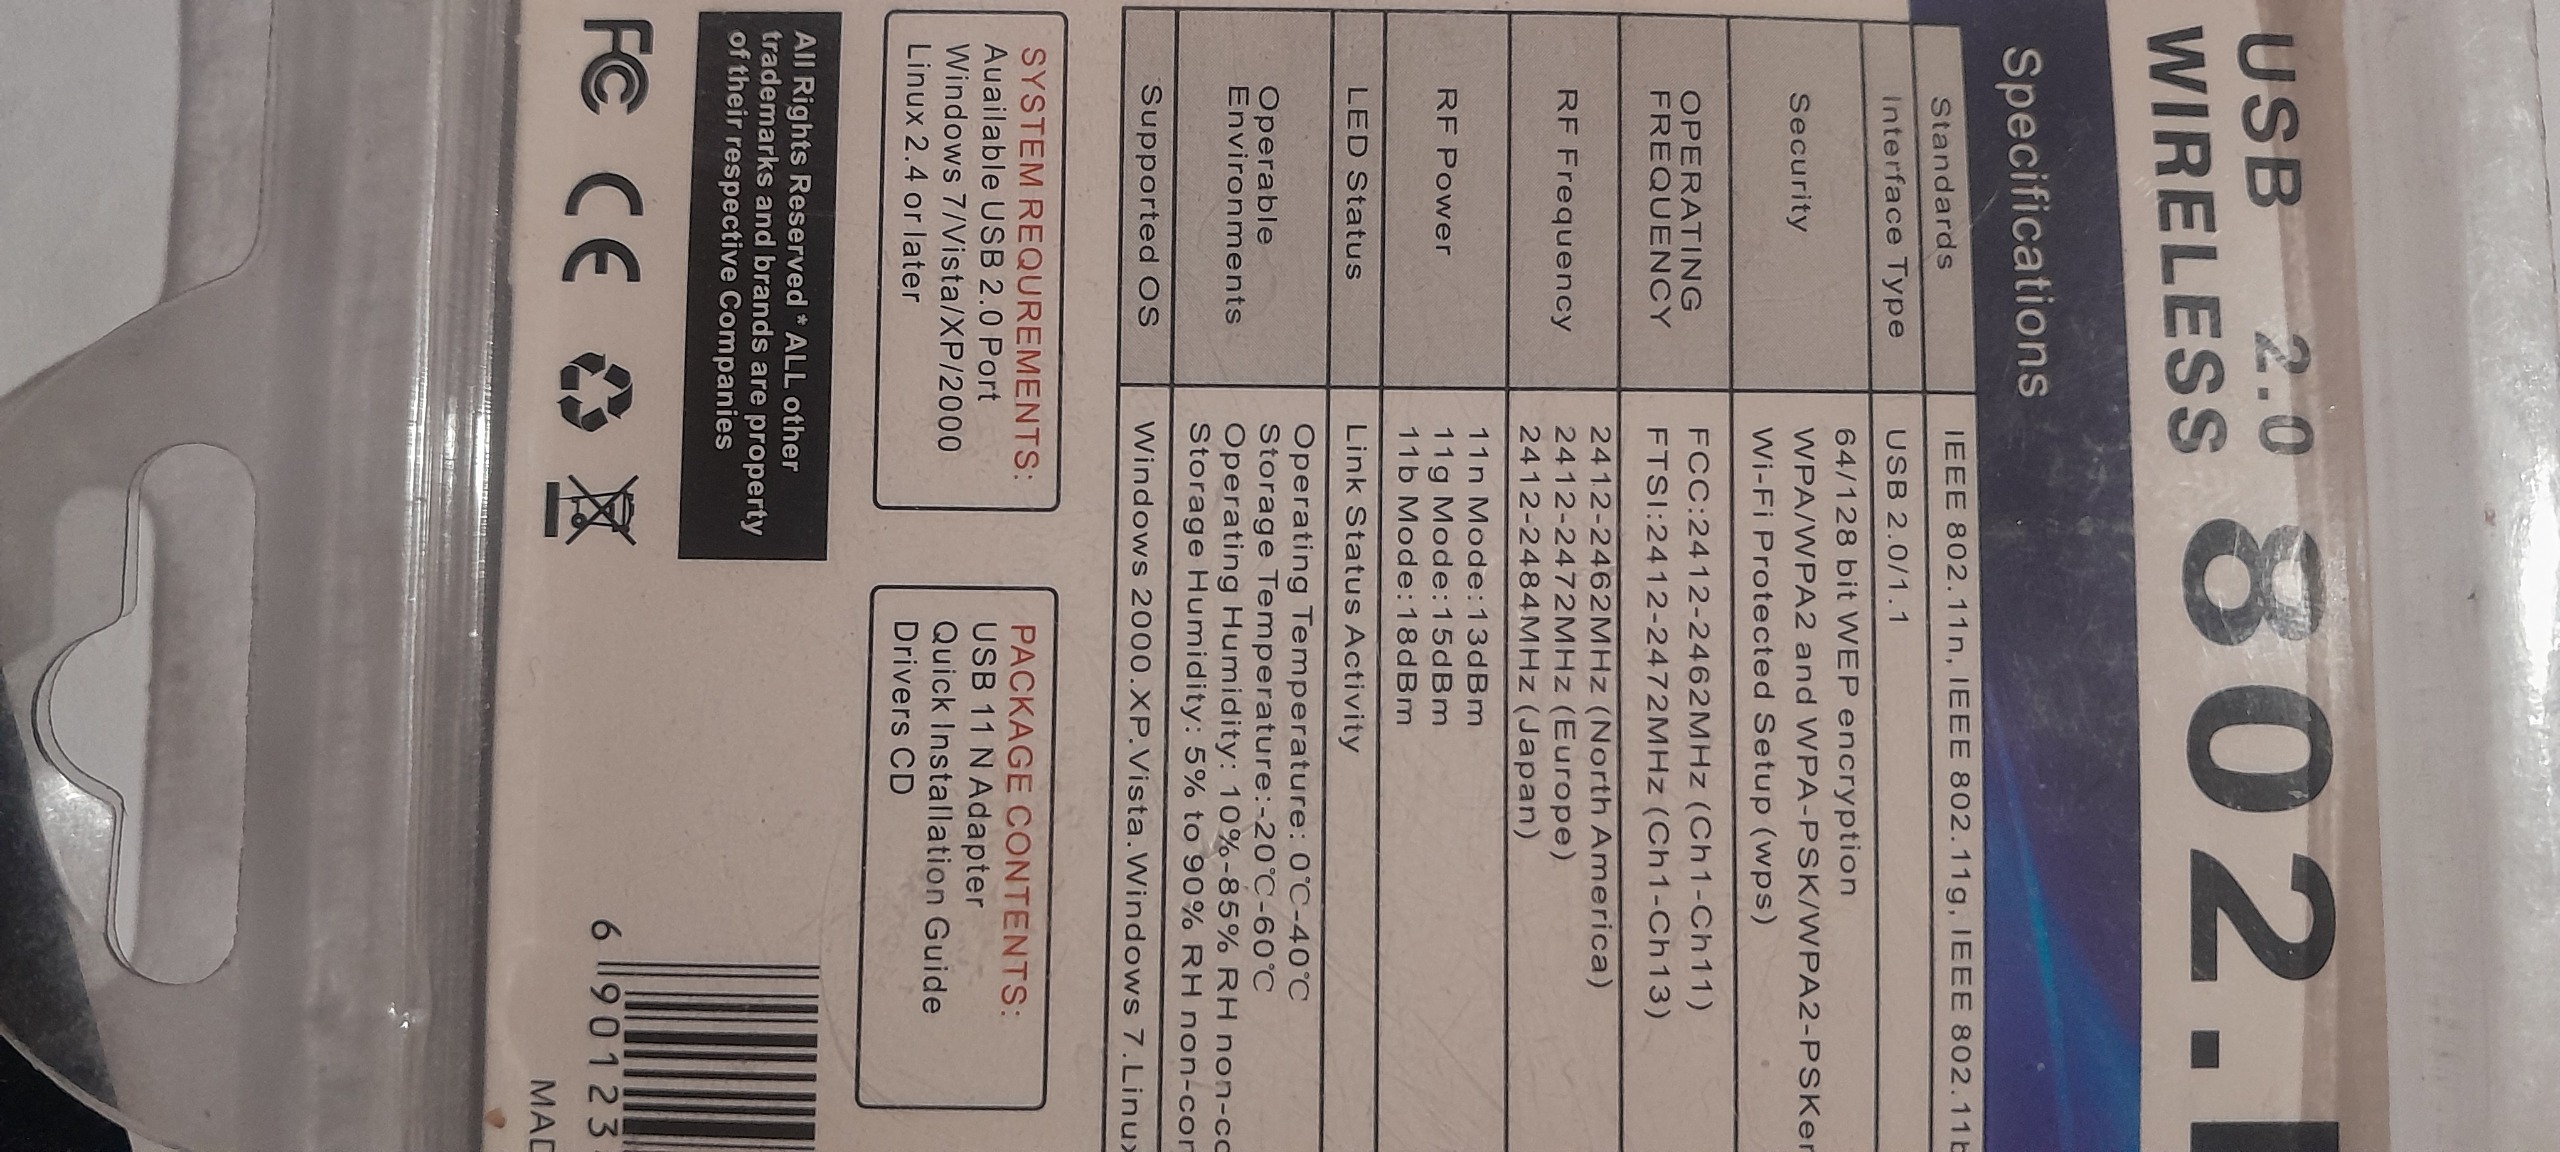 USB 2.0
WIRELESS 802.
Specifications
Standards IEEE 802.11n, IEEE 802.11g, IEEE 802.11b
Interface Type USB 2.0/1.1
Security
64/128 bit WEP encryption
WPA/WPA2 and WPA-PSK/WPA2-PSKer
Wi-Fi Protected Setup (wps)
OPERATING
FREQUENCY
FCC:2412-2462MHz (Ch1-Ch11)
FTSI:2412-2472MHz (Ch1-Ch13)
RF Frequency
2412-2462MHz (North America)
2412-2472MHz (Europe)
2412-2484MHz (Japan)
RF Power
11n Mode:13dBm
11g Mode:15dBm
11b Mode:18dBm
LED Status Link Status Activity
Operable
Environments
Operating Temperature: 0℃-40℃
Storage Temperature:-20℃-60℃
Operating Humidity: 10%-85% RH non-co
Storage Humidity: 5% to 90% RH non-con
Supported OS Windows 2000.XP.Vista.Windows 7.Linux
SYSTEM REQUREMENTS:
Auailable USB 2.0 Port
Windows 7/Vista/XP/2000
Linux 2.4 or later
PACKAGE CONTENTS:
USB 11 N Adapter
Quick Installation Guide
Drivers CD
All Rights Reserved * ALL other
trademarks and brands are property
of their respective Companies
FC CE
6 90123
MAD